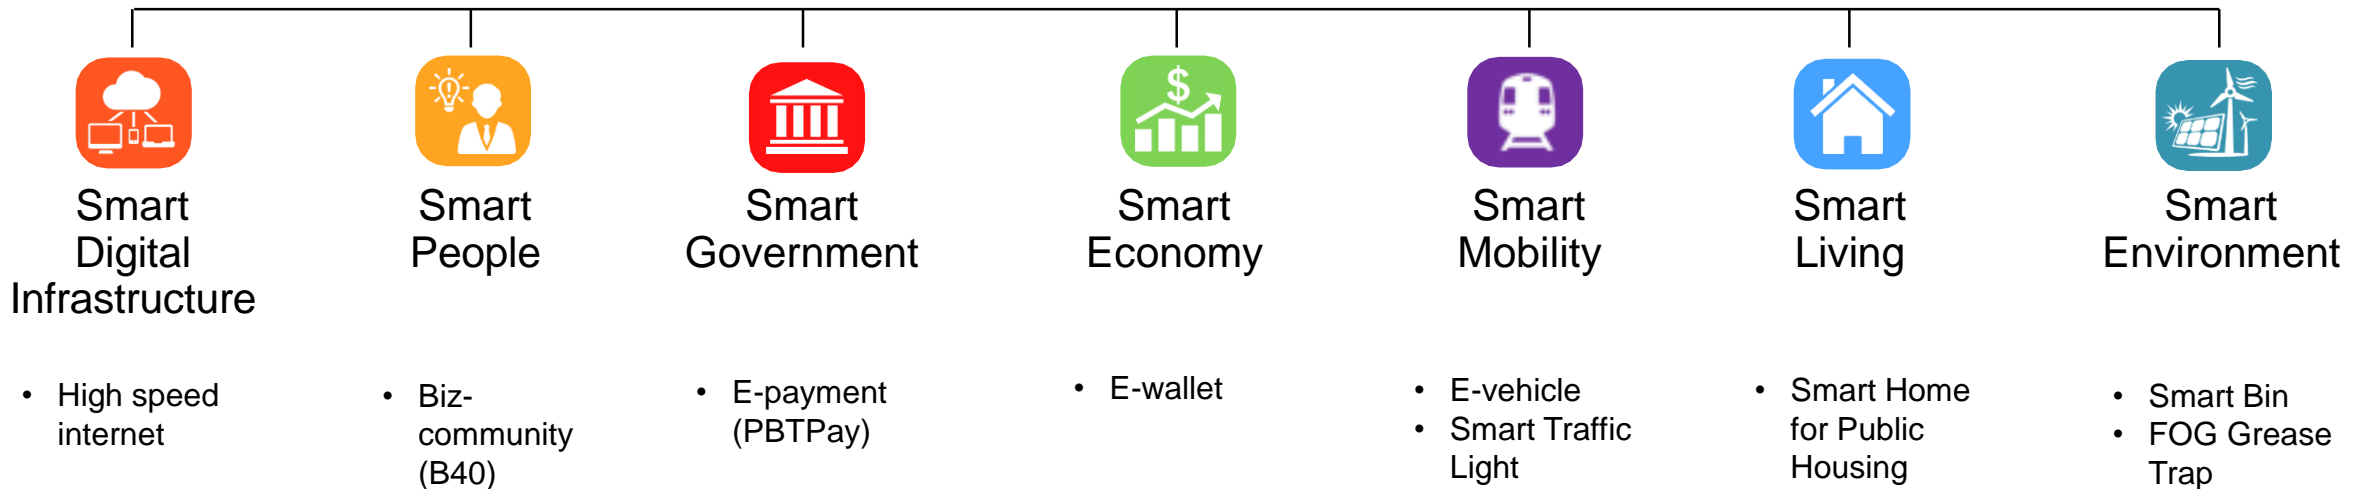 Smart
Digital
Infrastructure
Smart
People
Smart
Government
Smart
Economy
Smart
Mobility
Smart
Living
Smart
Environment
• High speed
internet
• Biz-
community
(B40)
• E-payment
(PBTPay)
• E-wallet
• E-vehicle
• Smart Traffic
Light
• Smart Home
for Public
Housing
• Smart Bin
• FOG Grease
Trap